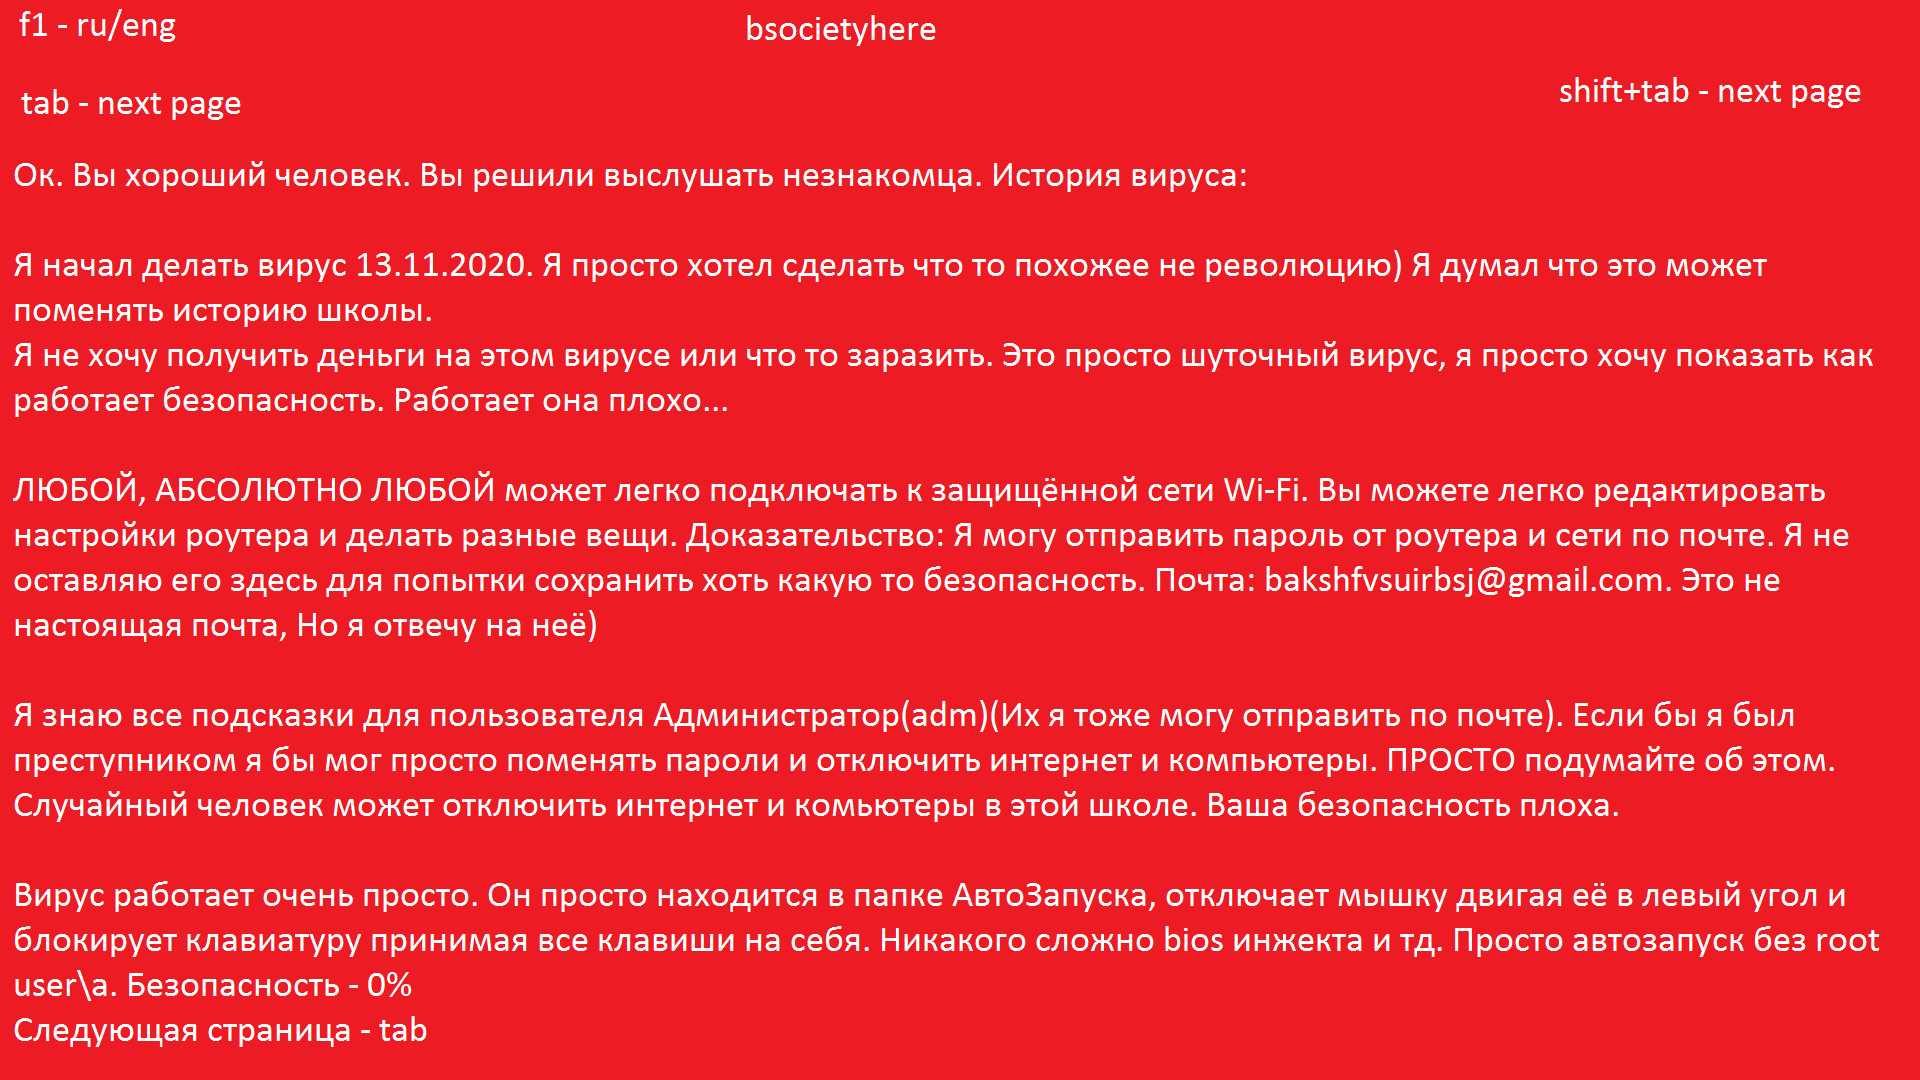 f1 - ru/eng
bsocietyhere
tab - next page
shift+tab - next page
Ок. Вы хороший человек. Вы решили выслушать незнакомца. История вируса:
Я начал делать вирус 13.11.2020. Я просто хотел сделать что то похожее не революцию) Я думал что это может
поменять историю школы.
Я не хочу получить деньги на этом вирусе или что то заразить. Это просто шуточный вирус, я просто хочу показать как
работает безопасность. Работает она плохо...
ЛЮБОЙ, АБСОЛЮТНО ЛЮБОЙ может легко подключать к защищённой сети Wi-Fi. Вы можете легко редактировать
настройки роутера и делать разные вещи. Доказательство: Я могу отправить пароль от роутера и сети по почте. Я не
оставляю его здесь для попытки сохранить хоть какую то безопасность. Почта: bakshfvsuirbsj@gmail.com. Это не
настоящая почта, Но я отвечу на неё)
Я знаю все подсказки для пользователя Администратор(adm)(Их я тоже могу отправить по почте). Если бы я был
преступником я бы мог просто поменять пароли и отключить интернет и компьютеры. ПРОСТО подумайте об этом.
Случайный человек может отключить интернет и комьютеры в этой школе. Ваша безопасность плоха.
Вирус работает очень просто. Он просто находится в папке АвтоЗапуска, отключает мышку двигая её в левый угол и
блокирует клавиатуру принимая все клавиши на себя. Никакого сложно bios инжекта и тд. Просто автозапуск без root
user\а. Безопасность - 0%
Следующая страница - tab